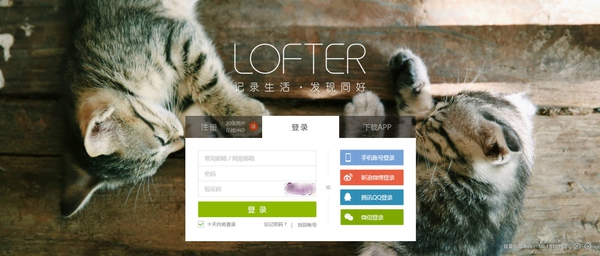 LOFTER
记录生活·发现同好
注册
登录
下载APP
常用邮箱 / 网易邮箱
密码
验证码
登 录
十天内免登录
忘记密码？ | 找回帐号
或
手机账号登录
新浪微博登录
腾讯QQ登录
微信登录